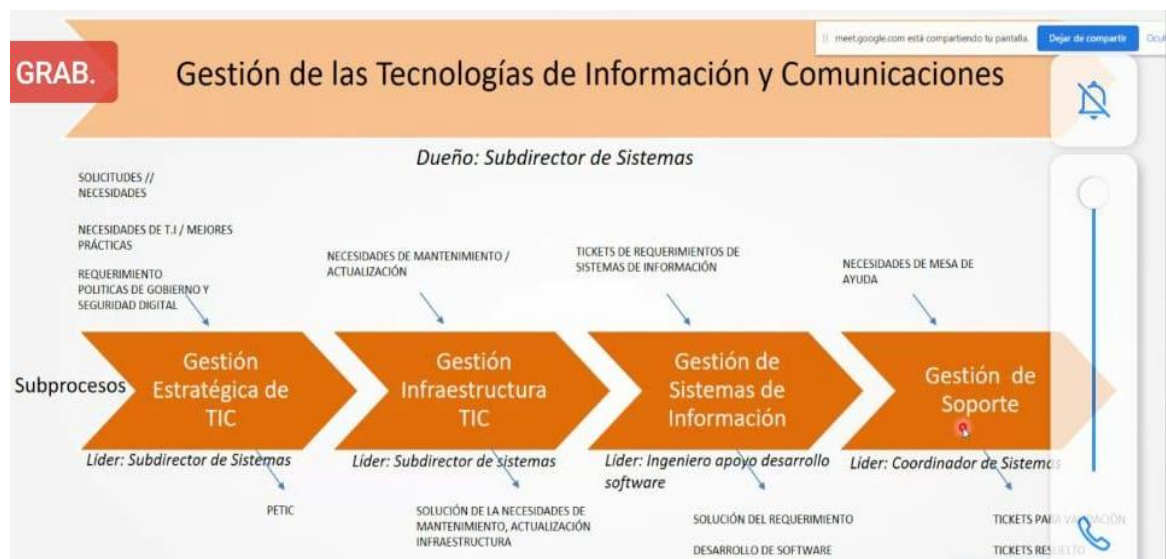 meet.google.com está compartiendo tu pantalla.
Dejar de compartir
GRAB.
Gestión de las Tecnologías de Información y Comunicaciones
Dueño: Subdirector de Sistemas
SOLICITUDES //
NECESIDADES
NECESIDADES DE T.I / MEJORES
PRÁCTICAS
REQUERIMIENTO
POLITICAS DE GOBIERNO Y
SEGURIDAD DIGITAL
NECESIDADES DE MANTENIMIENTO /
ACTUALIZACIÓN
TICKETS DE REQUERIMIENTOS DE
SISTEMAS DE INFORMACIÓN
NECESIDADES DE MESA DE
AYUDA
Subprocesos
Gestión
Estratégica de
TIC
Gestión
Infraestructura
TIC
Gestión de
Sistemas de
Información
Gestión de
Soporte
Líder: Subdirector de Sistemas
Líder: Subdirector de sistemas
Líder: Ingeniero apoyo desarrollo
software
Líder: Coordinador de Sistemas
PETIC
SOLUCIÓN DE LA NECESIDADES DE
MANTENIMIENTO, ACTUALIZACIÓN
INFRAESTRUCTURA
SOLUCIÓN DEL REQUERIMIENTO
DESARROLLO DE SOFTWARE
TICKETS PARA VALIDACIÓN
TICKETS RESUELTO